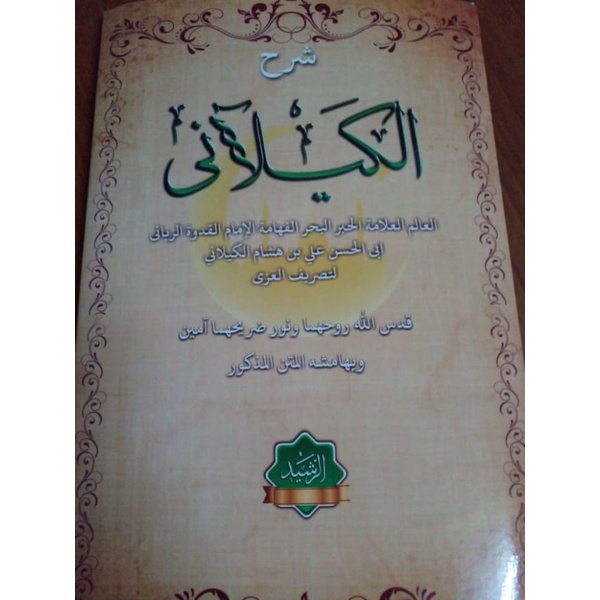 شرح
الكيلاني
العالم العلامة الحبر البحر الفهامة الإمام القدوة الربانى
إبى الحسن علي بن هشام الكيلاني
لتصريف العزى
قدس الله روحهما ونور ضريحهما آمين
وبهامشه المتن المذكور
الرشيد